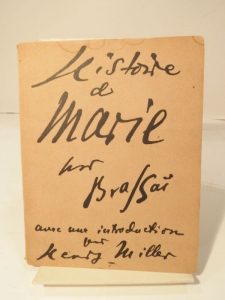 Histoire
de
Marie
par
Brassaï
avec une introduction
par
Henry Miller